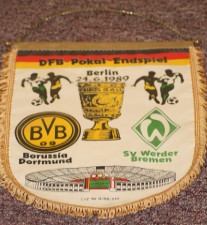 DFB - Pokal - Endspiel
Berlin
24.6.1989
BVB
09
Borussia
Dortmund
SV Werder
Bremen